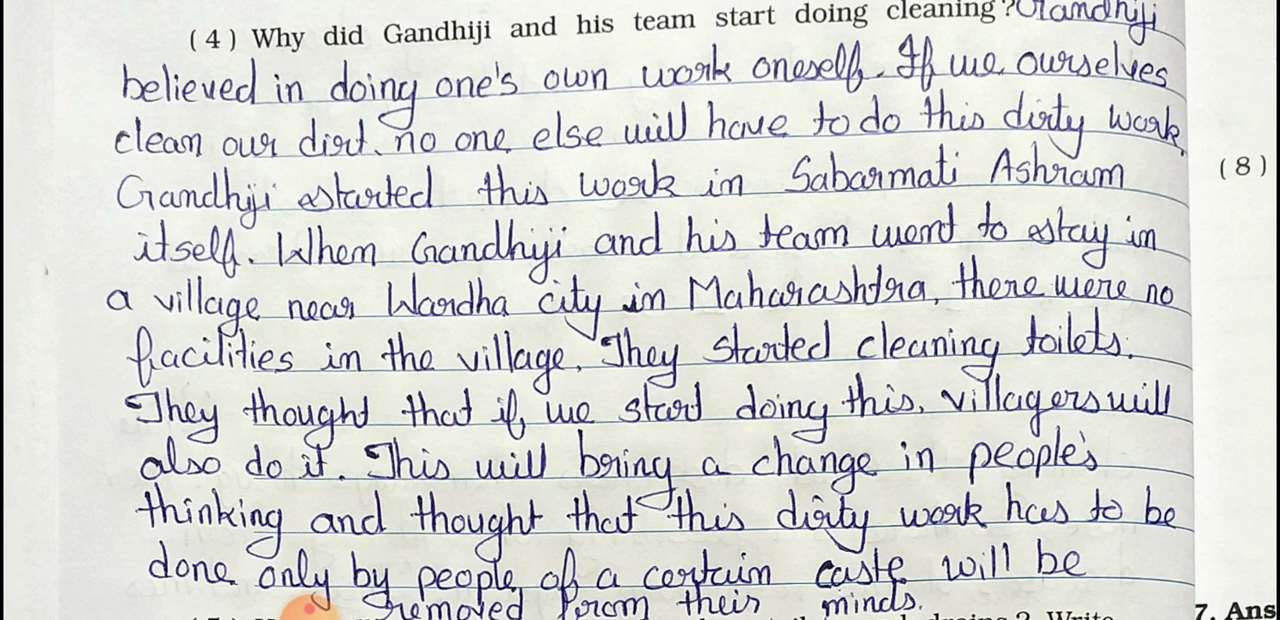 (4) Why did Gandhiji and his team start doing cleaning? Gandhiji
believed in doing one's own work oneself. If we ourselves
clean our dirt, no one else will have to do this dirty work.
(8)
Gandhiji started this work in Sabarmati Ashram
itself. When Gandhiji and his team went to stay in
a village near Wardha city in Maharashtra, there were no
facilities in the village. They started cleaning toilets.
They thought that if we start doing this, villagers will
also do it. This will bring a change in people's
thinking and thought that this dirty work has to be
done only by people of a certain caste will be
removed from their minds.
7. Ans